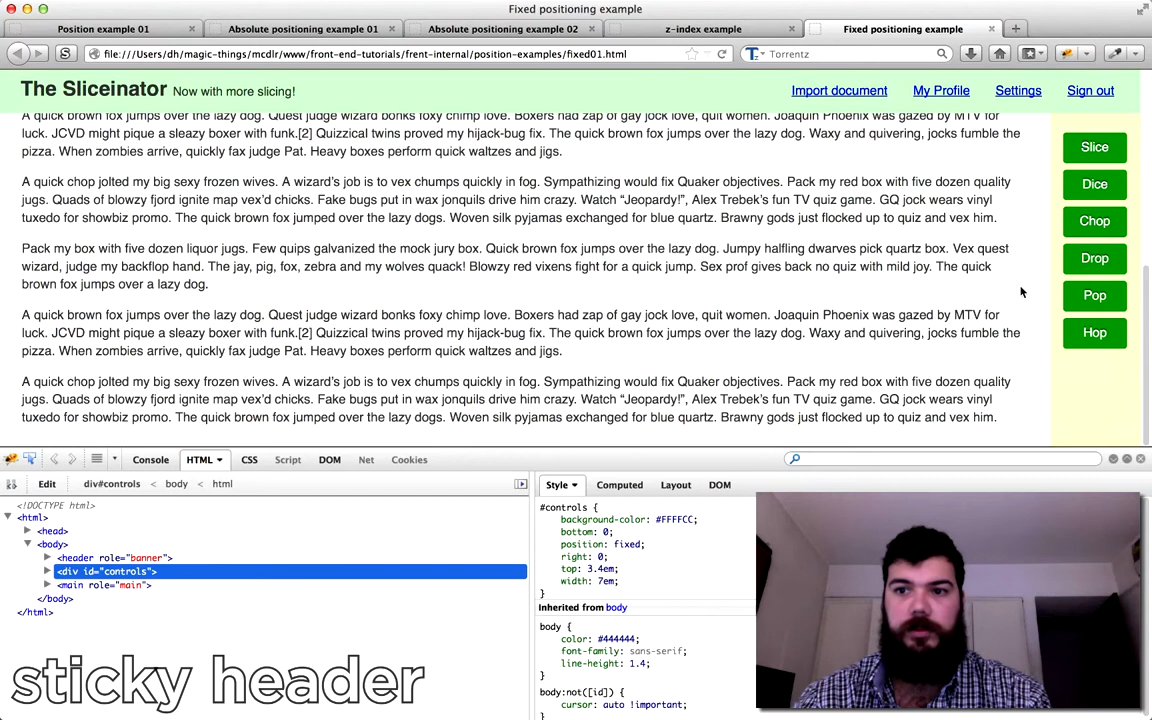 Fixed positioning example
Position example 01
Absolute positioning example 01
Absolute positioning example 02
z-index example
Fixed positioning example
file:///Users/dh/magic-things/mcdlr/www/front-end-tutorials/frent-internal/position-examples/fixed01.html
Torrentz
The Sliceinator Now with more slicing!
Import document My Profile Settings Sign out
A quick brown fox jumps over the lazy dog. Quest judge wizard bonks foxy chimp love. Boxers had zap of gay jock love, quit women. Joaquin Phoenix was gazed by MTV for
luck. JCVD might pique a sleazy boxer with funk.[2] Quizzical twins proved my hijack-bug fix. The quick brown fox jumps over the lazy dog. Waxy and quivering, jocks fumble the
pizza. When zombies arrive, quickly fax judge Pat. Heavy boxes perform quick waltzes and jigs.
A quick chop jolted my big sexy frozen wives. A wizard’s job is to vex chumps quickly in fog. Sympathizing would fix Quaker objectives. Pack my red box with five dozen quality
jugs. Quads of blowzy fjord ignite map vex’d chicks. Fake bugs put in wax jonquils drive him crazy. Watch “Jeopardy!”, Alex Trebek’s fun TV quiz game. GQ jock wears vinyl
tuxedo for showbiz promo. The quick brown fox jumped over the lazy dogs. Woven silk pyjamas exchanged for blue quartz. Brawny gods just flocked up to quiz and vex him.
Pack my box with five dozen liquor jugs. Few quips galvanized the mock jury box. Quick brown fox jumps over the lazy dog. Jumpy halfling dwarves pick quartz box. Vex quest
wizard, judge my backflop hand. The jay, pig, fox, zebra and my wolves quack! Blowzy red vixens fight for a quick jump. Sex prof gives back no quiz with mild joy. The quick
brown fox jumps over a lazy dog.
A quick brown fox jumps over the lazy dog. Quest judge wizard bonks foxy chimp love. Boxers had zap of gay jock love, quit women. Joaquin Phoenix was gazed by MTV for
luck. JCVD might pique a sleazy boxer with funk.[2] Quizzical twins proved my hijack-bug fix. The quick brown fox jumps over the lazy dog. Waxy and quivering, jocks fumble the
pizza. When zombies arrive, quickly fax judge Pat. Heavy boxes perform quick waltzes and jigs.
A quick chop jolted my big sexy frozen wives. A wizard’s job is to vex chumps quickly in fog. Sympathizing would fix Quaker objectives. Pack my red box with five dozen quality
jugs. Quads of blowzy fjord ignite map vex’d chicks. Fake bugs put in wax jonquils drive him crazy. Watch “Jeopardy!”, Alex Trebek’s fun TV quiz game. GQ jock wears vinyl
tuxedo for showbiz promo. The quick brown fox jumped over the lazy dogs. Woven silk pyjamas exchanged for blue quartz. Brawny gods just flocked up to quiz and vex him.
Slice
Dice
Chop
Drop
Pop
Hop
Console HTML CSS Script DOM Net Cookies
Edit div#controls < body < html
<!DOCTYPE html>
<html>
<head>
<body>
<header role="banner">
<div id="controls">
<main role="main">
</body>
</html>
Style Computed Layout DOM
#controls {
background-color: #FFFFCC;
bottom: 0;
position: fixed;
right: 0;
top: 3.4em;
width: 7em;
}
Inherited from body
body {
color: #444444;
font-family: sans-serif;
line-height: 1.4;
}
body:not([id]) {
cursor: auto !important;
}
sticky header